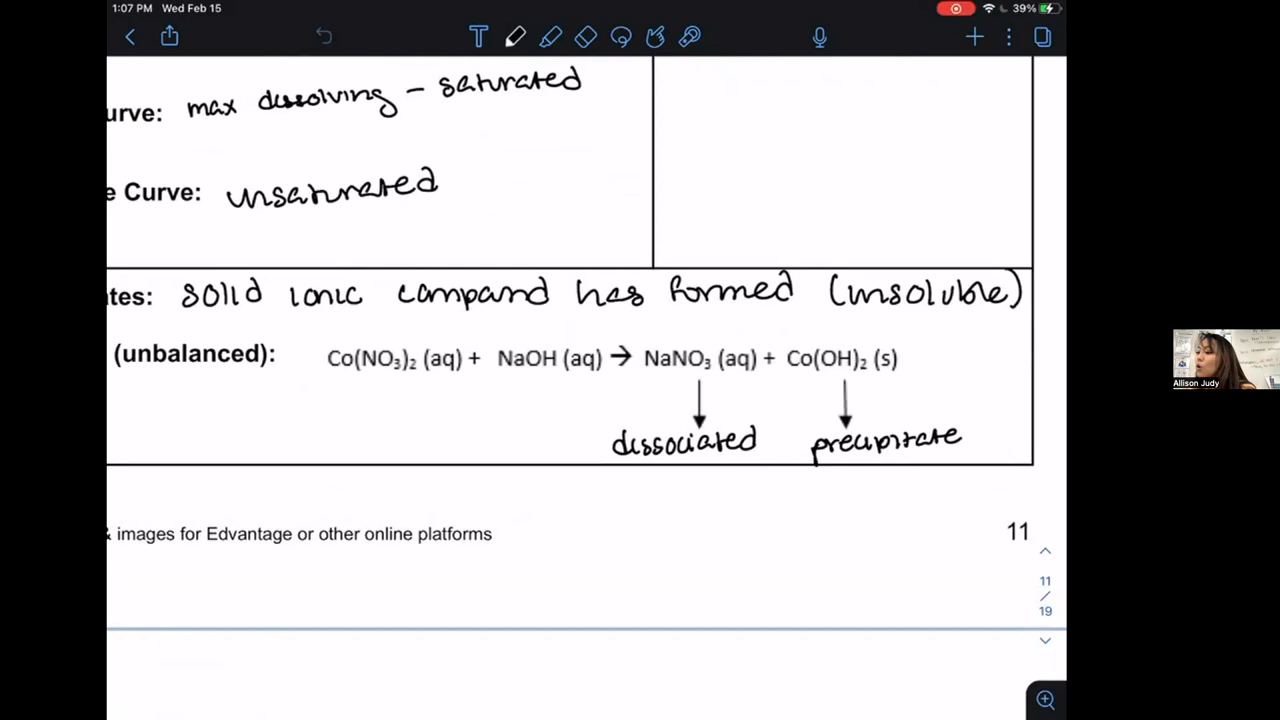 1:07 PM Wed Feb 15
39%
urve: max dissolving – saturated
e Curve: unsaturated
ates: solid ionic compound has formed (insoluble)
(unbalanced): Co(NO₃)₂ (aq) + NaOH (aq) → NaNO₃ (aq) + Co(OH)₂ (s)
dissociated precipitate
& images for Edvantage or other online platforms 11
11
/
19
Allison Judy